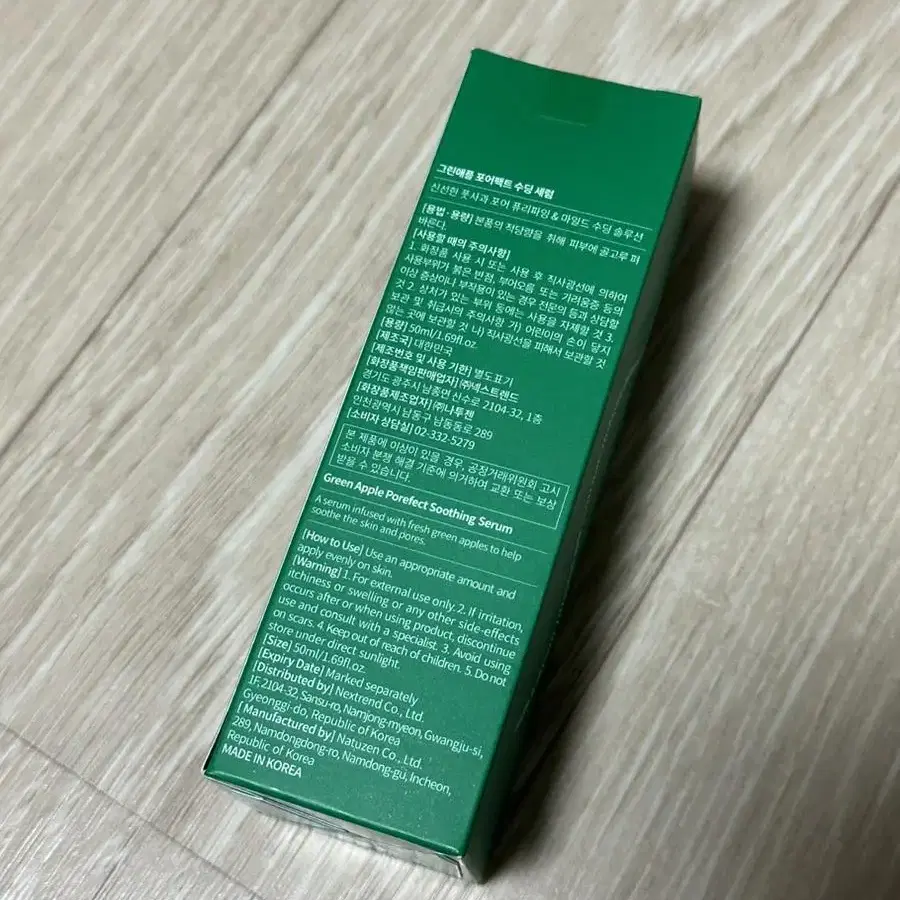 그린애플 포어팩트 수딩 세럼
신선한 풋사과 포어 퓨리파잉 & 마일드 수딩 솔루션
[용법·용량] 본품의 적당량을 취해 피부에 골고루 펴
바른다.
[사용할 때의 주의사항]
1. 화장품 사용 시 또는 사용 후 직사광선에 의하여
사용부위가 붉은 반점, 부어오름 또는 가려움증 등의
이상 증상이나 부작용이 있는 경우 전문의 등과 상담할
것 2. 상처가 있는 부위 등에는 사용을 자제할 것 3.
보관 및 취급시의 주의사항 가) 어린이의 손이 닿지
않는 곳에 보관할 것 나) 직사광선을 피해서 보관할 것
[용량] 50ml/1.69fl.oz.
[제조국] 대한민국
[제조번호 및 사용 기한] 별도표기
[화장품책임판매업자] ㈜넥스트렌드
경기도 광주시 남종면 산수로 2104-32, 1층
[화장품제조업자] ㈜나투젠
인천광역시 남동구 남동동로 289
[소비자 상담실] 02-332-5279
본 제품에 이상이 있을 경우, 공정거래위원회 고시
소비자 분쟁 해결 기준에 의거하여 교환 또는 보상
받을 수 있습니다.
Green Apple Porefect Soothing Serum
A serum infused with fresh green apples to help
soothe the skin and pores.
[How to Use] Use an appropriate amount and
apply evenly on skin.
[Warning] 1. For external use only. 2. If irritation,
itchiness or swelling or any other side-effects
occurs after or when using product, discontinue
use and consult with a specialist. 3. Avoid using
on scars. 4. Keep out of reach of children. 5. Do not
store under direct sunlight.
[Size] 50ml/1.69fl.oz.
[Expiry Date] Marked separately
[Distributed by] Nextrend Co., Ltd.
1F, 2104-32, Sansu-ro, Namjong-myeon, Gwangju-si,
Gyeonggi-do, Republic of Korea
[Manufactured by] Natuzen Co., Ltd.
289, Namdongdong-ro, Namdong-gu, Incheon,
Republic of Korea
MADE IN KOREA